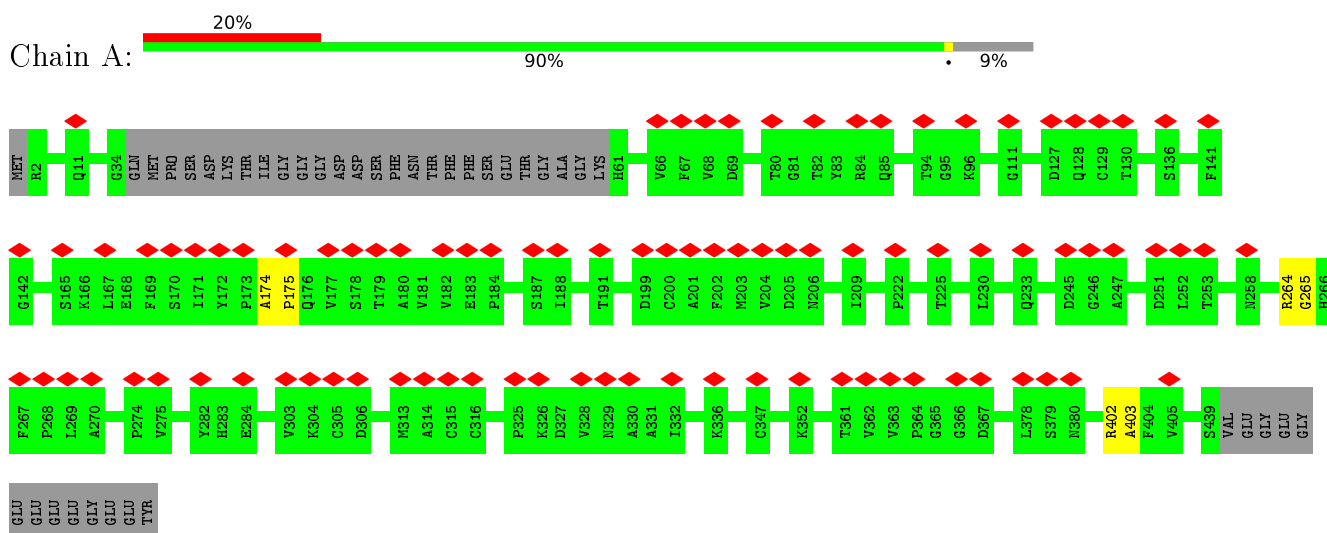 20%
Chain A:
90% • 9%
MET R2 Q11 G34 GLN MET PRO SER ASP LYS THR ILE GLY GLY GLY ASP ASP SER PHE ASN THR PHE PHE SER GLU THR GLY ALA GLY LYS H61 V66 F67 V68 D69 T80 G81 T82 Y83 R84 Q85 T94 G95 K96 G111 D127 Q128 C129 T130 S136 F141
G142 S165 K166 L167 E168 F169 S170 I171 Y172 P173 A174 P175 Q176 V177 S178 T179 A180 V181 V182 E183 P184 S187 I188 T191 D199 C200 A201 F202 M203 V204 D205 N206 I209 P222 T225 L230 Q233 D245 G246 A247 D251 L252 T253 N258 R264 G265 H266
F267 P268 L269 A270 P274 V275 Y282 H283 E284 V303 K304 C305 D306 M313 A314 C315 C316 P325 K326 D327 V328 N329 A330 A331 I332 K336 C347 K352 T361 V362 V363 P364 G365 G366 D367 L378 S379 N380 R402 A403 F404 V405 S439 VAL GLU GLY GLU GLY
GLU GLU GLU GLU GLY GLU GLU TYR